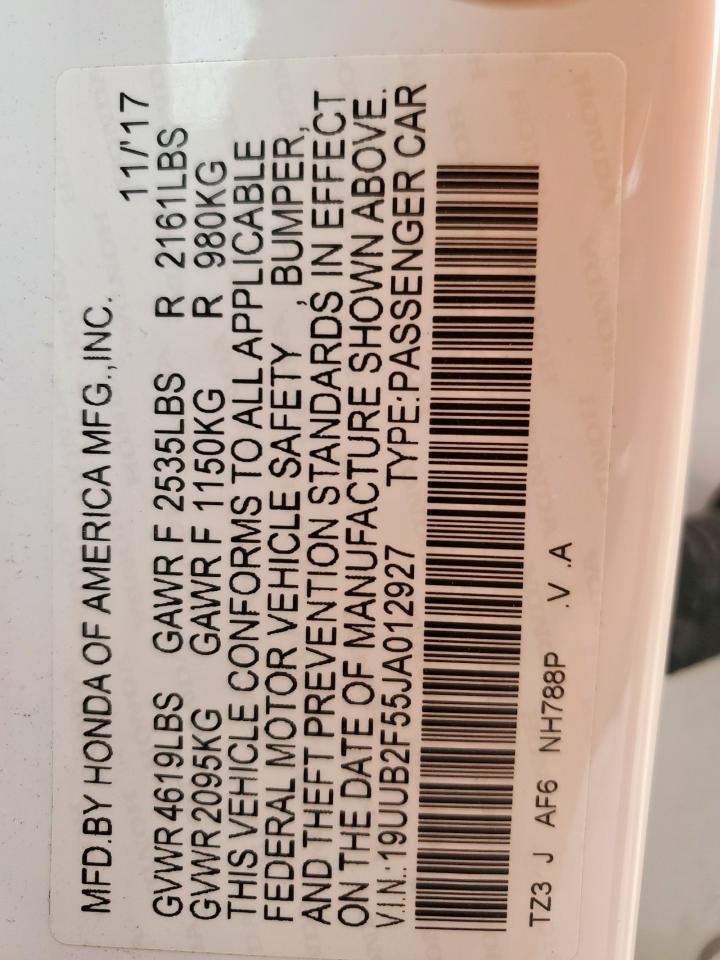 MFD.BY HONDA OF AMERICA MFG.,INC. 11/'17
GVWR 4619LBS GAWR F 2535LBS R 2161LBS
GVWR 2095KG GAWR F 1150KG R 980KG
THIS VEHICLE CONFORMS TO ALL APPLICABLE
FEDERAL MOTOR VEHICLE SAFETY, BUMPER,
AND THEFT PREVENTION STANDARDS, IN EFFECT
ON THE DATE OF MANUFACTURE SHOWN ABOVE.
V.I.N.:19UUB2F55JA012927 TYPE:PASSENGER CAR
TZ3 J AF6 NH788P .V .A